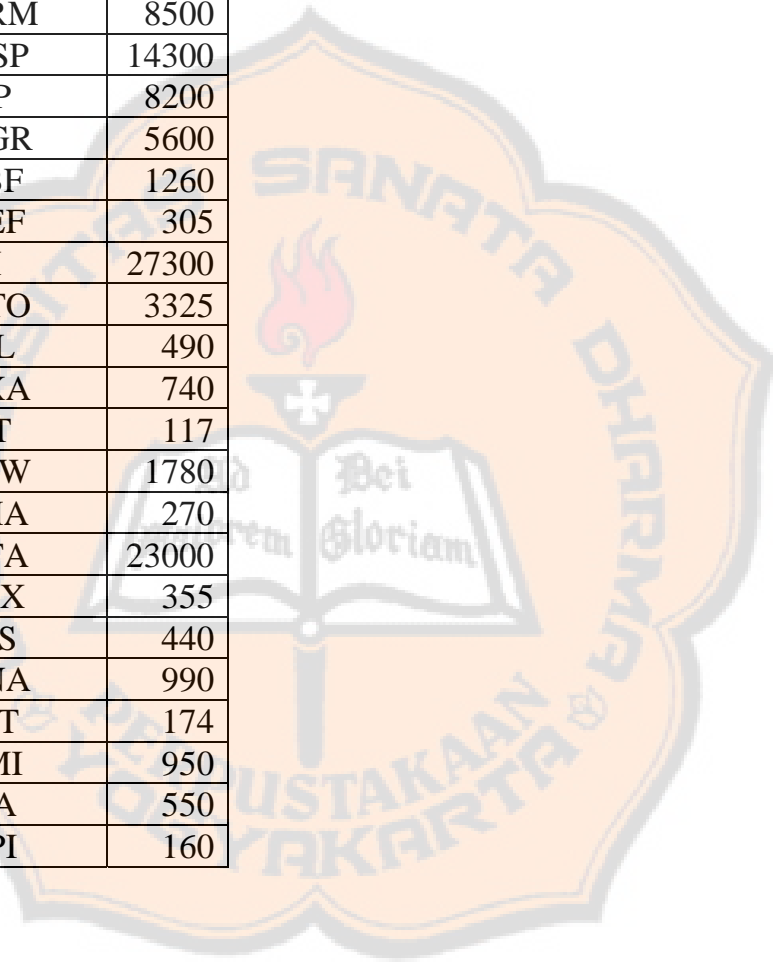 RM 8500
SP 14300
P 8200
GR 5600
SF 1260
EF 305
27300
TO 3325
L 490
KA 740
T 117
W 1780
IA 270
TA 23000
X 355
S 440
NA 990
T 174
MI 950
A 550
PI 160
SITAS SANATA DHARMA
Ad Dei
Gloriam
PERPUSTAKAAN
YOGYAKARTA